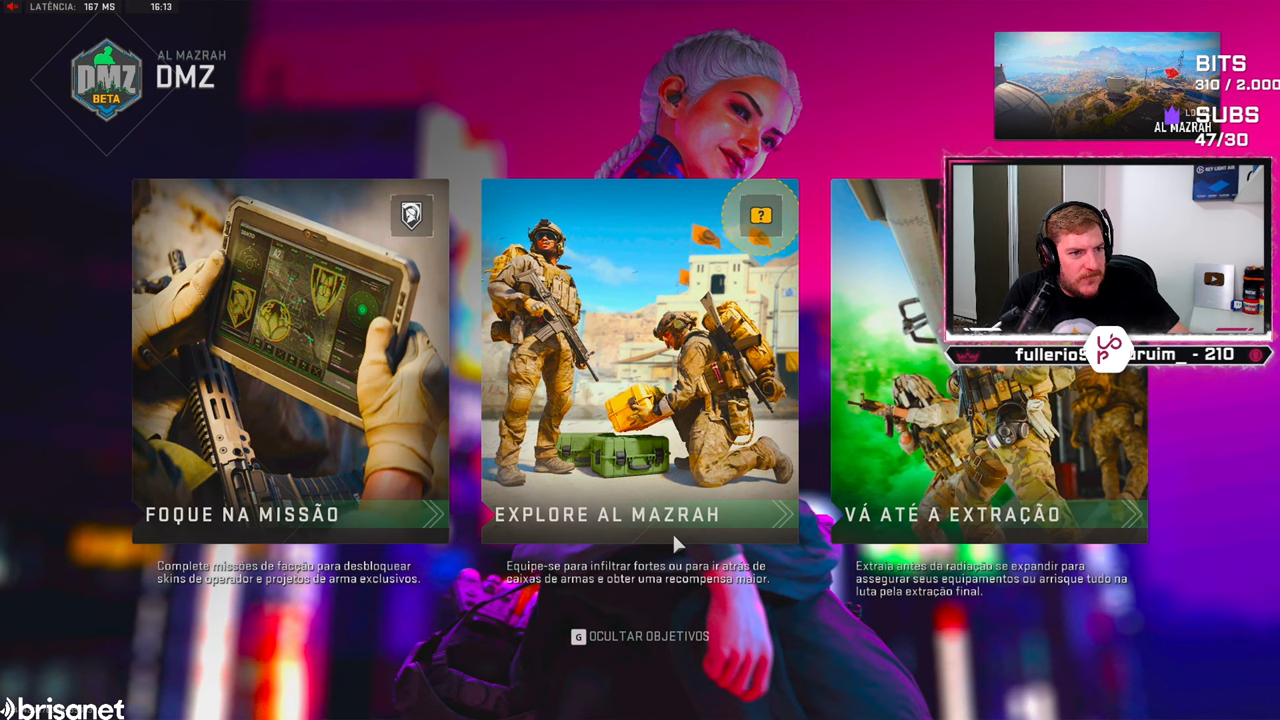 LATÊNCIA: 167 MS 16:13
AL MAZRAH
DMZ
DMZ
BETA
BITS
310 / 2.000
SUBS
47/30
AL MAZRAH
KEY LIGHT AIR
- 210
FOQUE NA MISSÃO
EXPLORE AL MAZRAH
VÁ ATÉ A EXTRAÇÃO
Complete missões de facção para desbloquear
skins de operador e projetos de arma exclusivos.
Equipe-se para infiltrar fortes ou para ir atrás de
caixas de armas e obter uma recompensa maior.
Extraia antes da radiação se expandir para
assegurar seus equipamentos ou arrisque tudo na
luta pela extração final.
G OCULTAR OBJETIVOS
brisanet